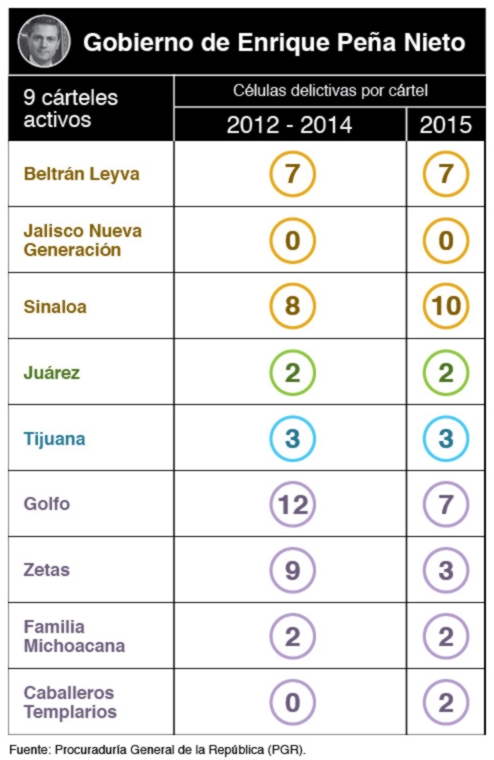 Gobierno de Enrique Peña Nieto
9 cárteles
activos
Células delictivas por cártel
2012 - 2014
2015
Beltrán Leyva
7
7
Jalisco Nueva
Generación
0
0
Sinaloa
8
10
Juárez
2
2
Tijuana
3
3
Golfo
12
7
Zetas
9
3
Familia
Michoacana
2
2
Caballeros
Templarios
0
2
Fuente: Procuraduría General de la República (PGR).